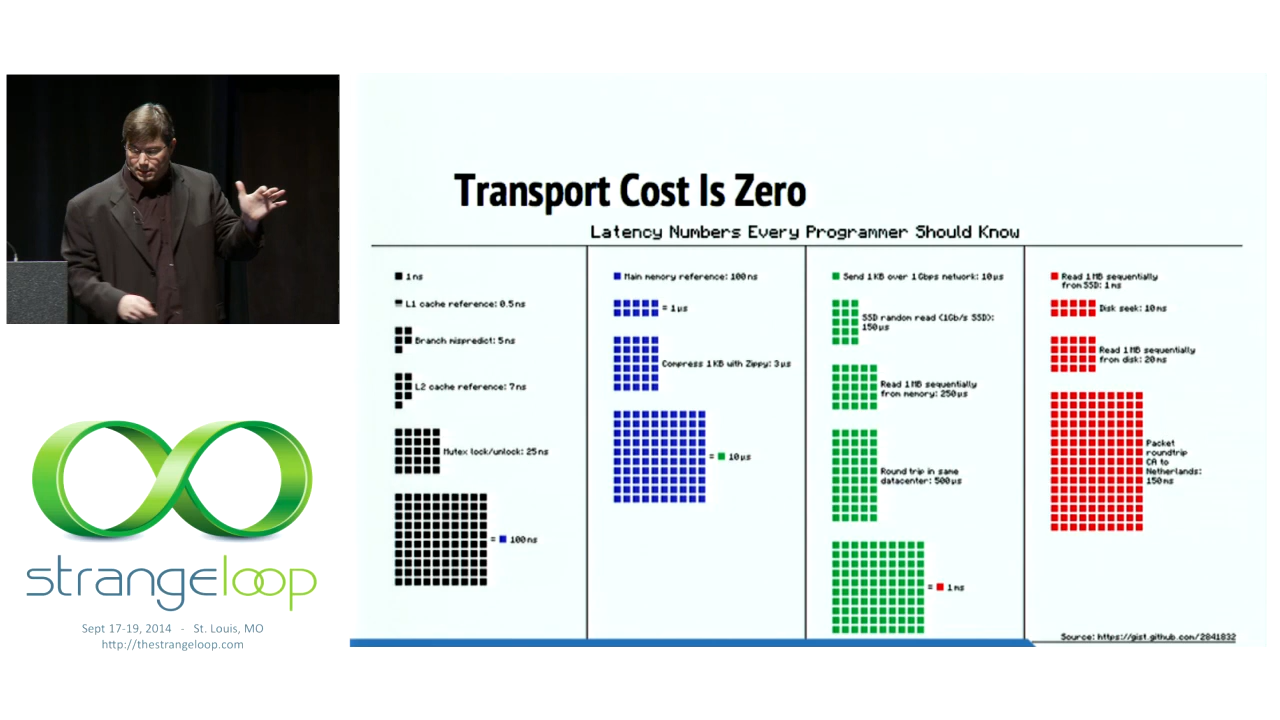 Transport Cost Is Zero
Latency Numbers Every Programmer Should Know
1ns
L1 cache reference: 0.5ns
Branch mispredict: 5ns
L2 cache reference: 7ns
Mutex lock/unlock: 25ns
= 100ns
Main memory reference: 100ns
= 1μs
Compress 1KB with Zippy: 3μs
= 10μs
Send 1KB over 1Gbps network: 10μs
SSD random read (1Gb/s SSD):
150μs
Read 1MB sequentially
from memory: 250μs
Round trip in same
datacenter: 500μs
= 1ms
Read 1MB sequentially
from SSD: 1ms
Disk seek: 10ms
Read 1MB sequentially
from disk: 20ms
Packet
roundtrip
CA to
Netherlands:
150ms
Source: https://gist.github.com/2841832
strangeloop
Sept 17-19, 2014 - St. Louis, MO
http://thestrangeloop.com